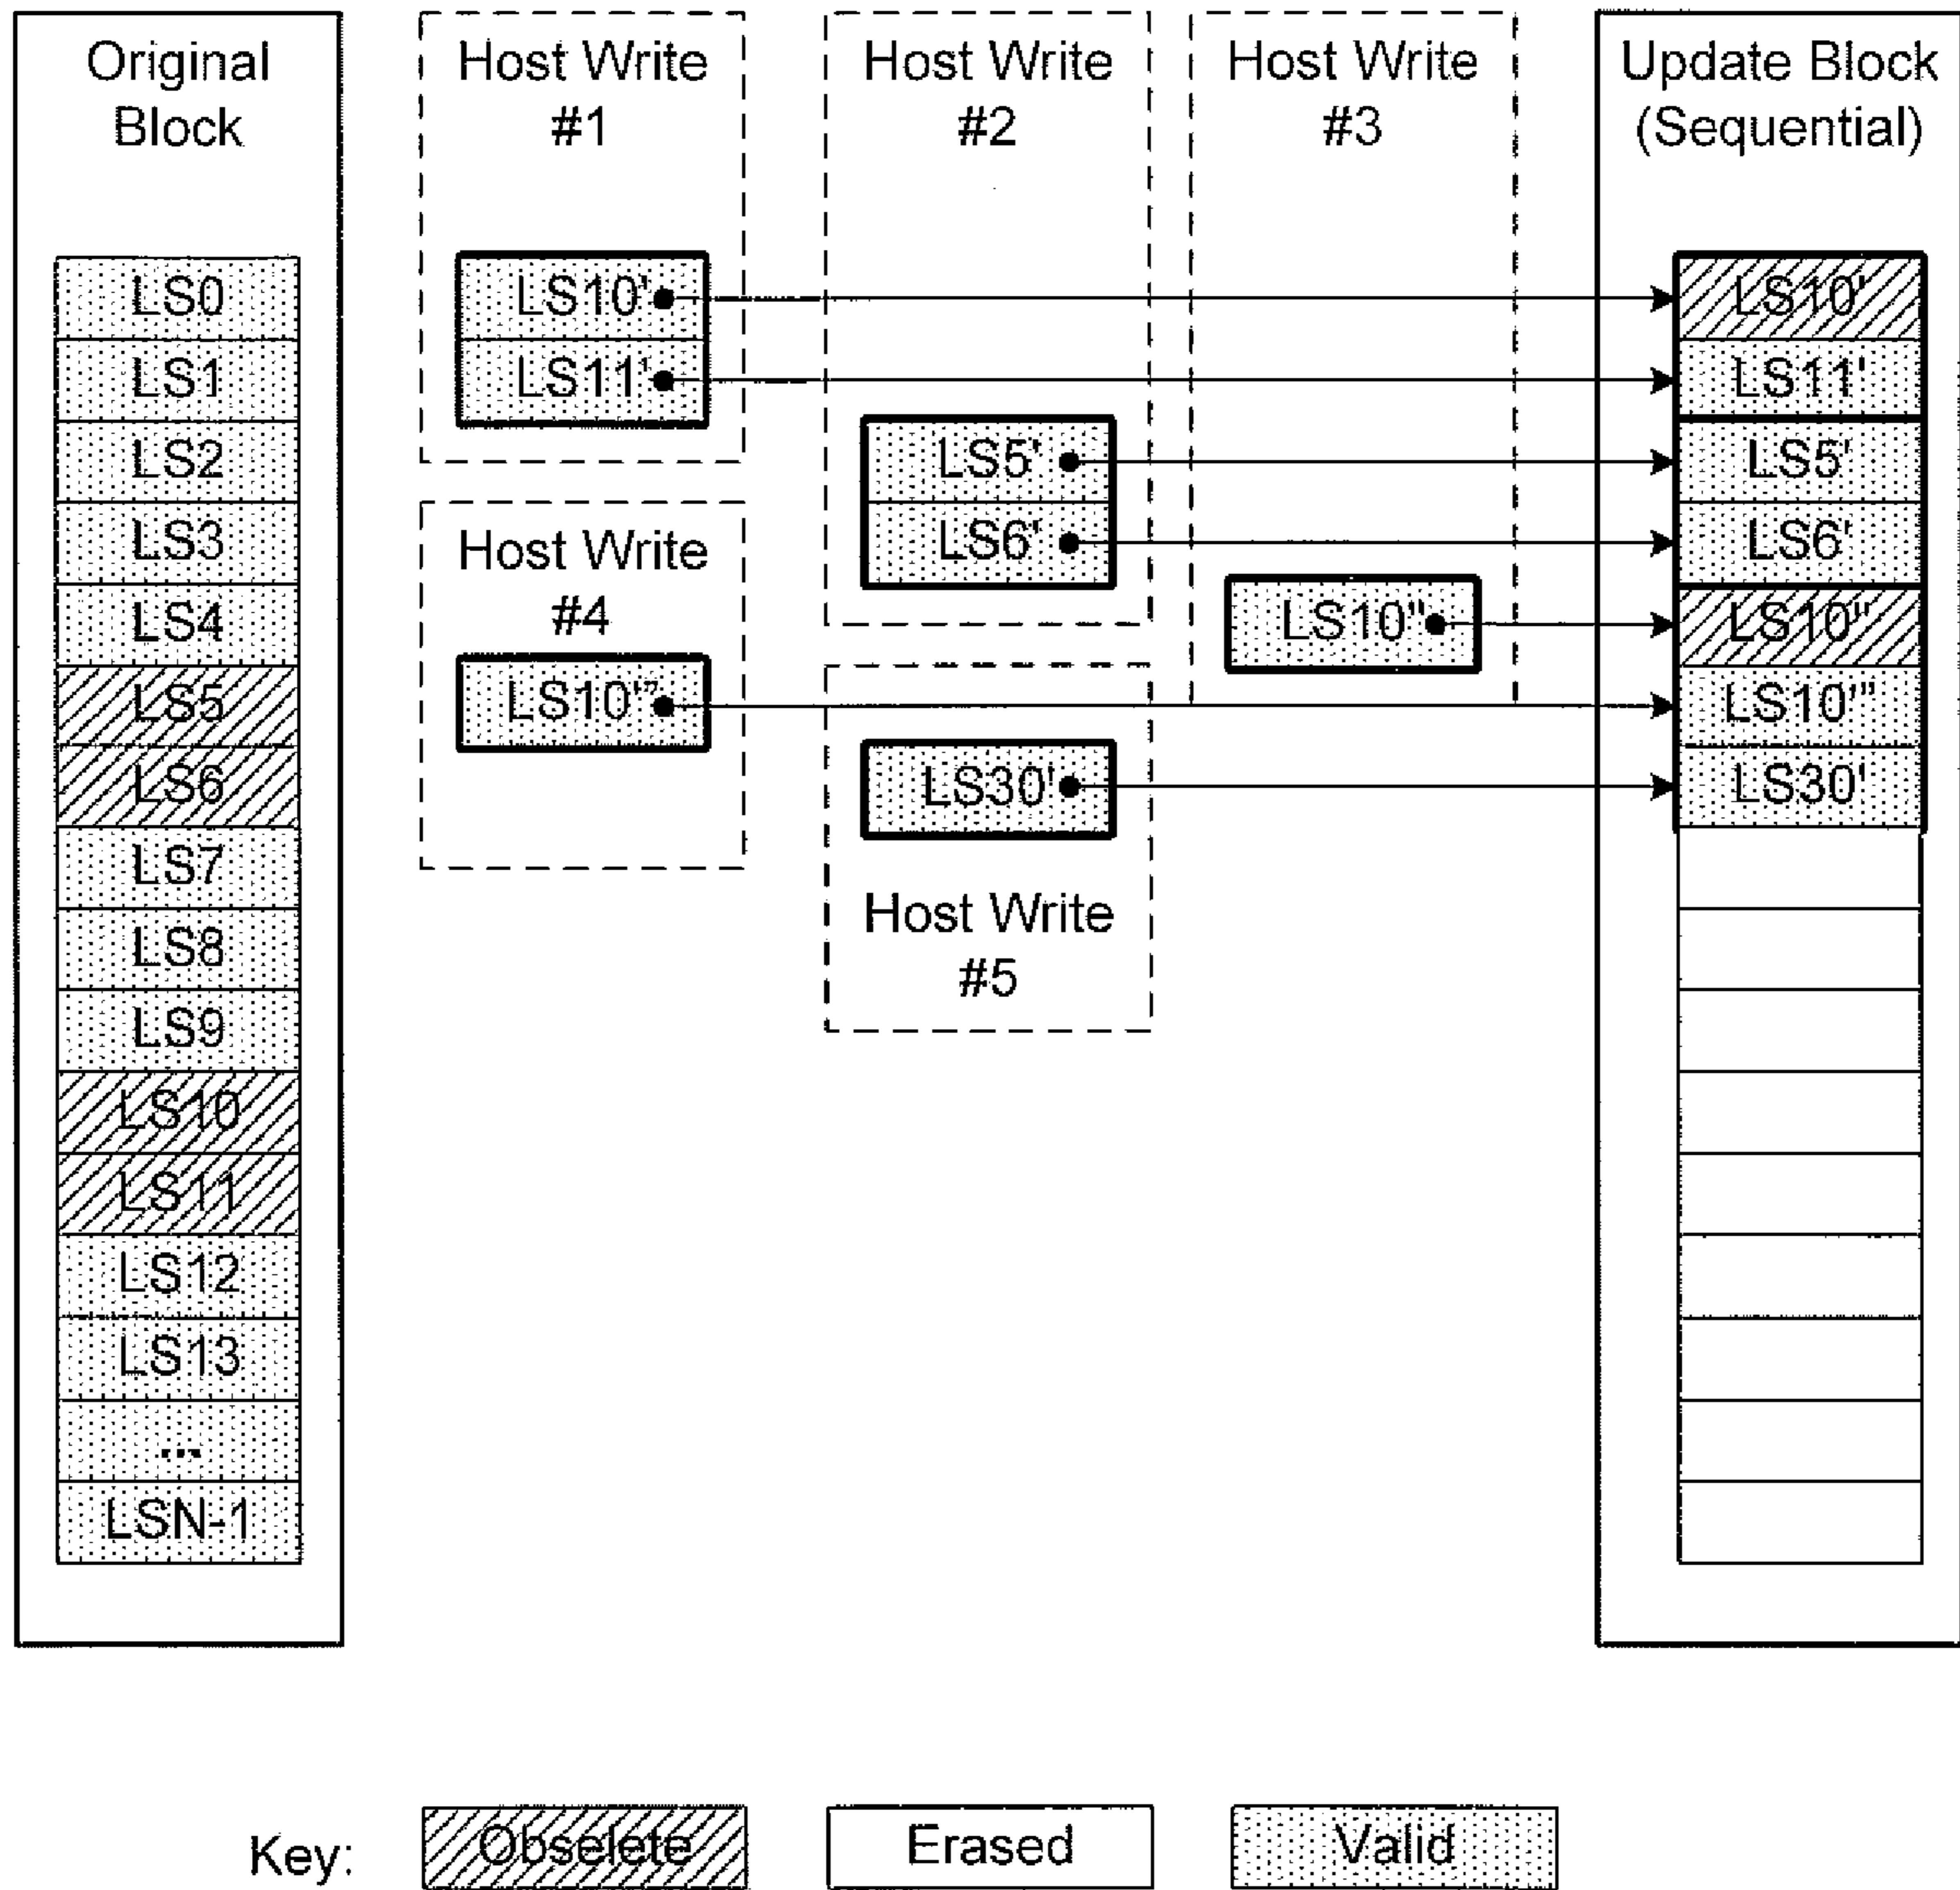 Original
Block
LS0
LS1
LS2
LS3
LS4
LS5
LS6
LS7
LS8
LS9
LS10
LS11
LS12
LS13
...
LSN-1
Host Write
#1
LS10'
LS11'
Host Write
#4
LS10'"
Host Write
#2
LS5'
LS6'
LS30'
Host Write
#5
Host Write
#3
LS10"
Update Block
(Sequential)
LS10'
LS11'
LS5'
LS6'
LS10"
LS10'"
LS30'
Key:
Obselete
Erased
Valid